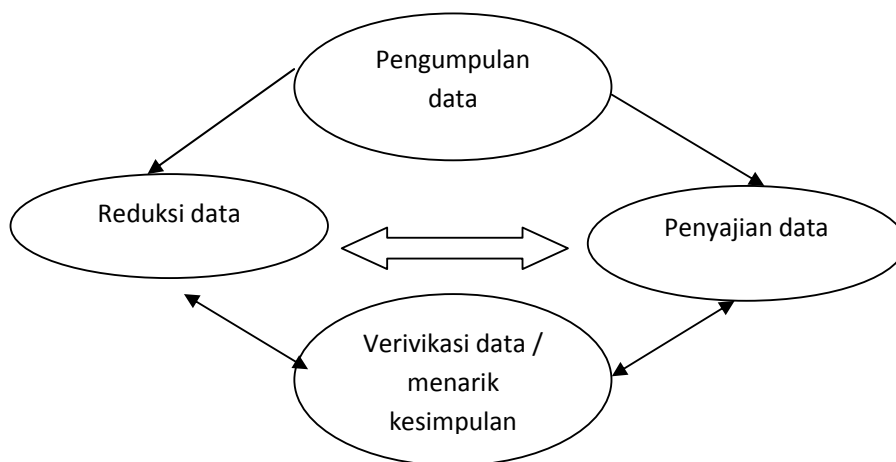 Pengumpulan
data
Reduksi data
Penyajian data
Verivikasi data /
menarik
kesimpulan